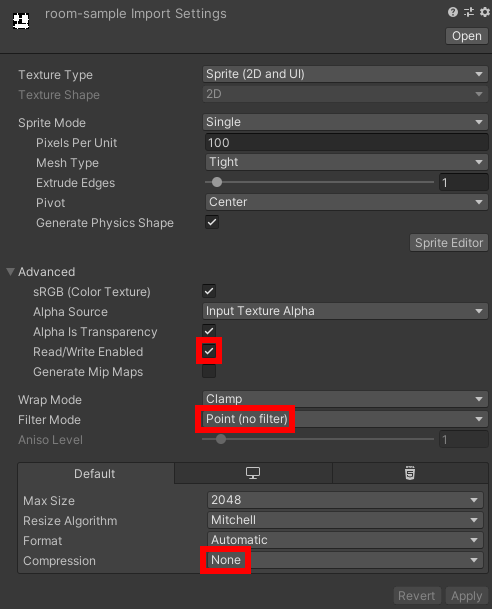 room-sample Import Settings
Open
Texture Type Sprite (2D and UI)
Texture Shape 2D
Sprite Mode Single
Pixels Per Unit 100
Mesh Type Tight
Extrude Edges 1
Pivot Center
Generate Physics Shape
Sprite Editor
Advanced
sRGB (Color Texture)
Alpha Source Input Texture Alpha
Alpha Is Transparency
Read/Write Enabled
Generate Mip Maps
Wrap Mode Clamp
Filter Mode Point (no filter)
Aniso Level 1
Default
Max Size 2048
Resize Algorithm Mitchell
Format Automatic
Compression None
Revert Apply